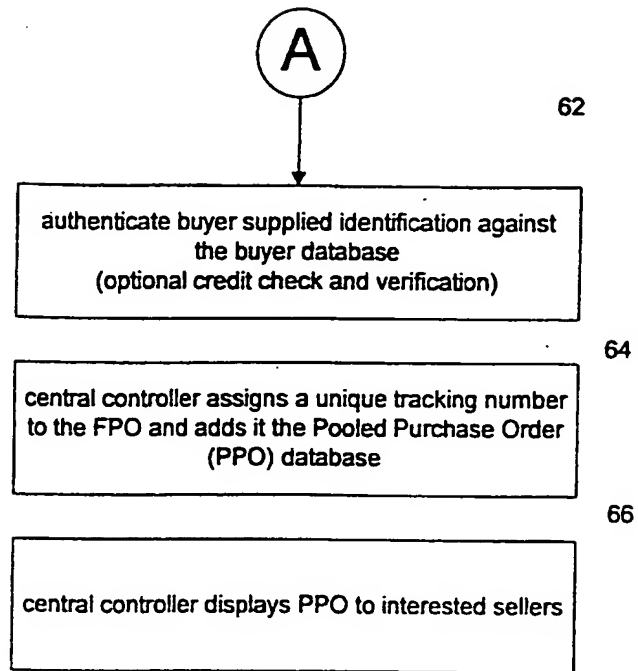 A
62
authenticate buyer supplied identification against
the buyer database
(optional credit check and verification)
64
central controller assigns a unique tracking number
to the FPO and adds it the Pooled Purchase Order
(PPO) database
66
central controller displays PPO to interested sellers